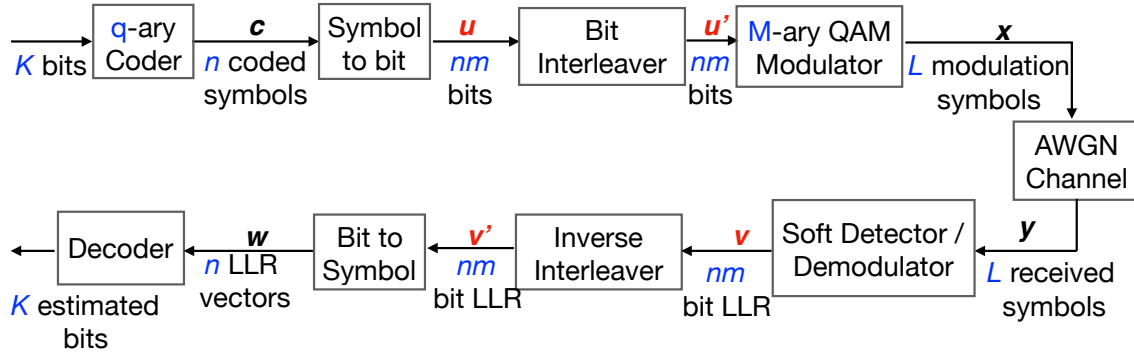 q-ary
Coder
K bits
c
n coded
symbols
Symbol
to bit
u
nm
bits
Bit
Interleaver
u'
nm
bits
M-ary QAM
Modulator
x
L modulation
symbols
AWGN
Channel
y
L received
symbols
Soft Detector /
Demodulator
v
nm
bit LLR
Inverse
Interleaver
v'
nm
bit LLR
Bit to
Symbol
w
n LLR
vectors
Decoder
K estimated
bits